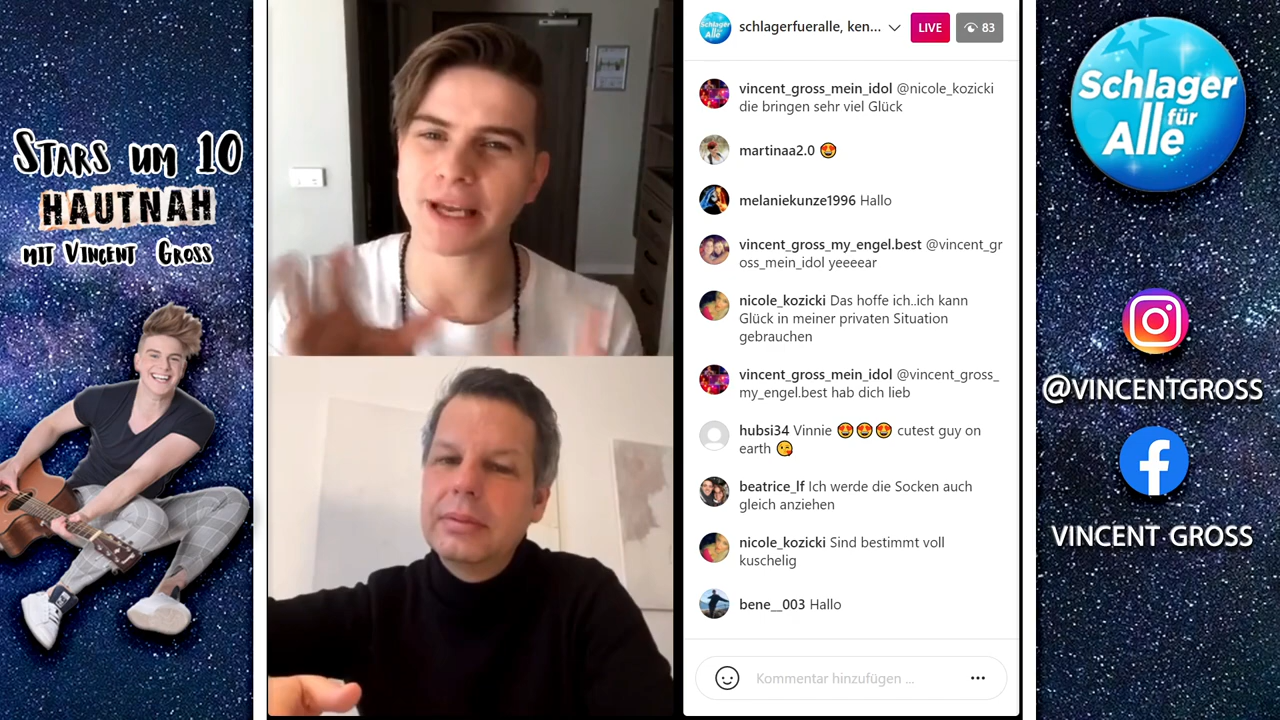 STARS UM 10
HAUTNAH
MIT VINCENT GROSS
schlagerfueralle, ken...
LIVE
83
vincent_gross_mein_idol @nicole_kozicki
die bringen sehr viel Glück
martinaa2.0 😍
melaniekunze1996 Hallo
vincent_gross_my_engel.best @vincent_gr
oss_mein_idol yeeeear
nicole_kozicki Das hoffe ich..ich kann
Glück in meiner privaten Situation
gebrauchen
vincent_gross_mein_idol @vincent_gross_
my_engel.best hab dich lieb
hubsi34 Vinnie 😍😍😍 cutest guy on
earth 😘
beatrice_lf Ich werde die Socken auch
gleich anziehen
nicole_kozicki Sind bestimmt voll
kuschelig
bene__003 Hallo
Kommentar hinzufügen ...
Schlager
für
Alle
@VINCENTGROSS
VINCENT GROSS